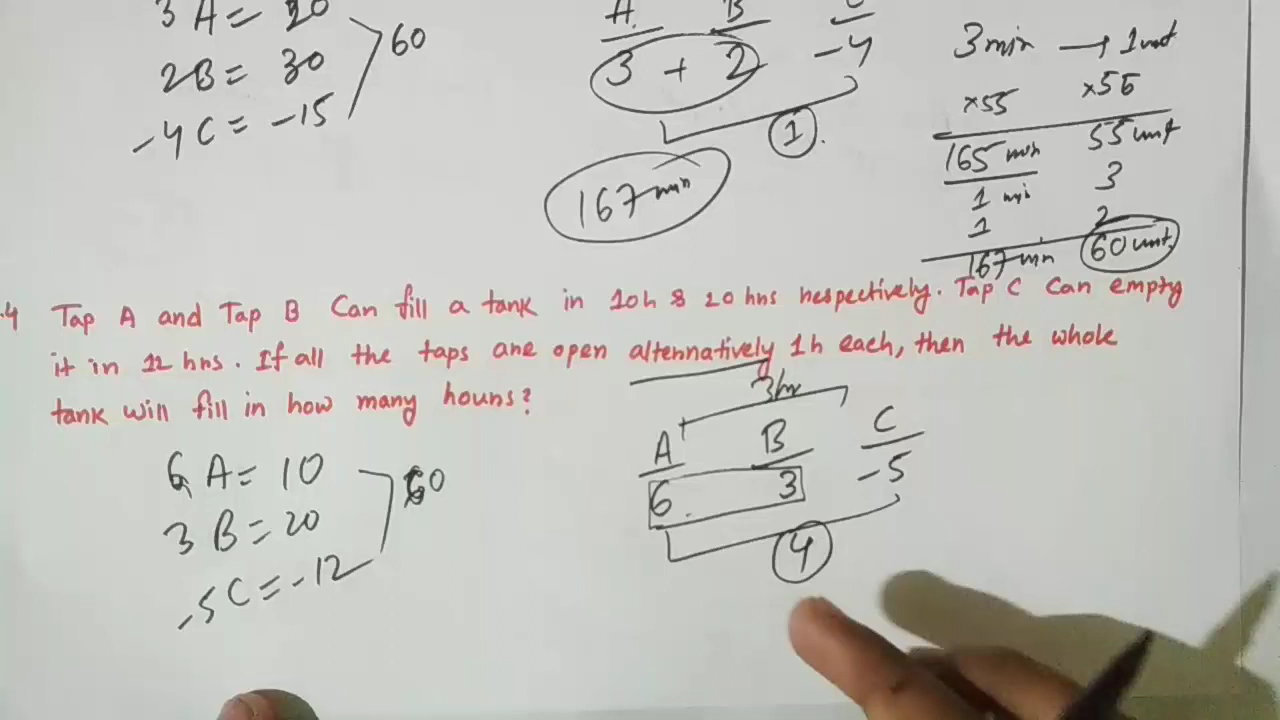 3 A = 20
2B = 30
-4C = -15
60
A B
3 + 2 -4
1
167 min
3 min → 1 unit
×55 ×55
165 min 55 unit
1 min 3
1 2
167 min 60 unit
.4 Tap A and Tap B Can fill a tank in 10h & 20 hrs respectively. Tap C Can empty
it in 12 hrs. If all the taps are open alternatively 1h each, then the whole
tank will fill in how many hours?
3hr
A B C
6 3 -5
4
6 A = 10
3 B = 20
-5 C = -12
60